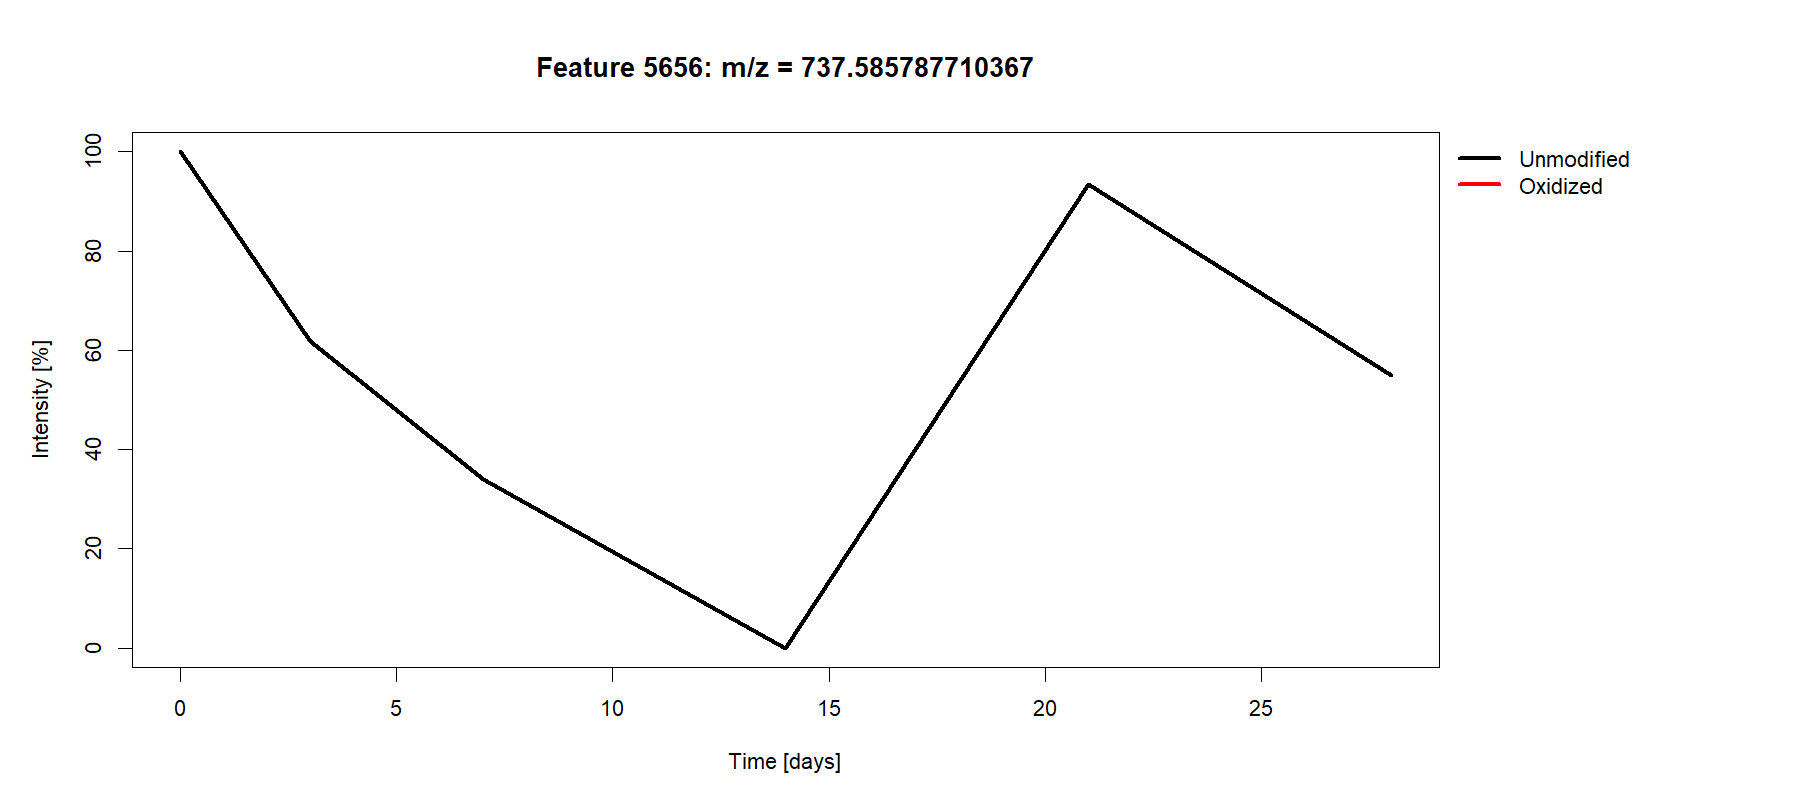 Feature 5656: m/z = 737.585787710367
Unmodified
Oxidized
Intensity [%]
100
80
60
40
20
0
0 5 10 15 20 25
Time [days]